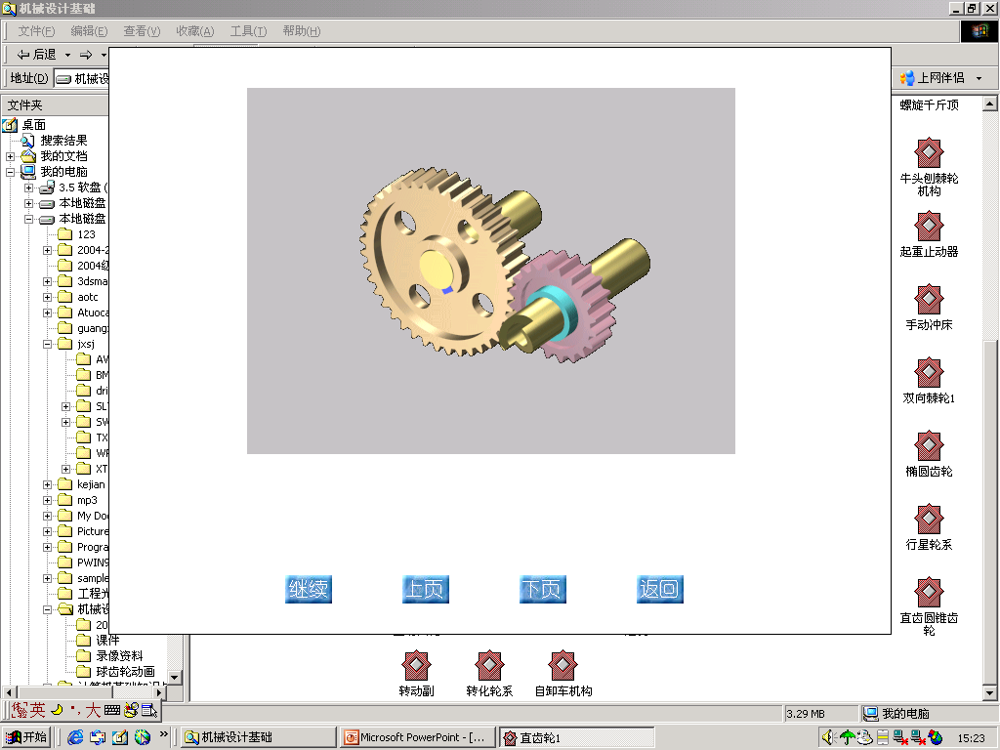 机械设计基础
文件(F) 编辑(E) 查看(V) 收藏(A) 工具(T) 帮助(H)
后退
地址(D) 机械设
上网伴侣
文件夹
桌面
搜索结果
我的文档
我的电脑
3.5 软盘 (
本地磁盘
本地磁盘
123
2004-2
2004级
3dsma
aotc
Atuoca
guang
jxsj
AW
BM
dri
SL
SW
TX
WF
XT
kejian
mp3
My Doc
Picture
Progra
PWIN9
sample
工程光
机械设
20
课件
录像资料
球齿轮动画
螺旋千斤顶
牛头刨棘轮
机构
起重止动器
手动冲床
双向棘轮1
椭圆齿轮
行星轮系
直齿圆锥齿
轮
继续 上页 下页 返回
转动副 转化轮系 自卸车机构
英 大
3.29 MB 我的电脑
开始 机械设计基础 Microsoft PowerPoint - [... 直齿轮1 15:23